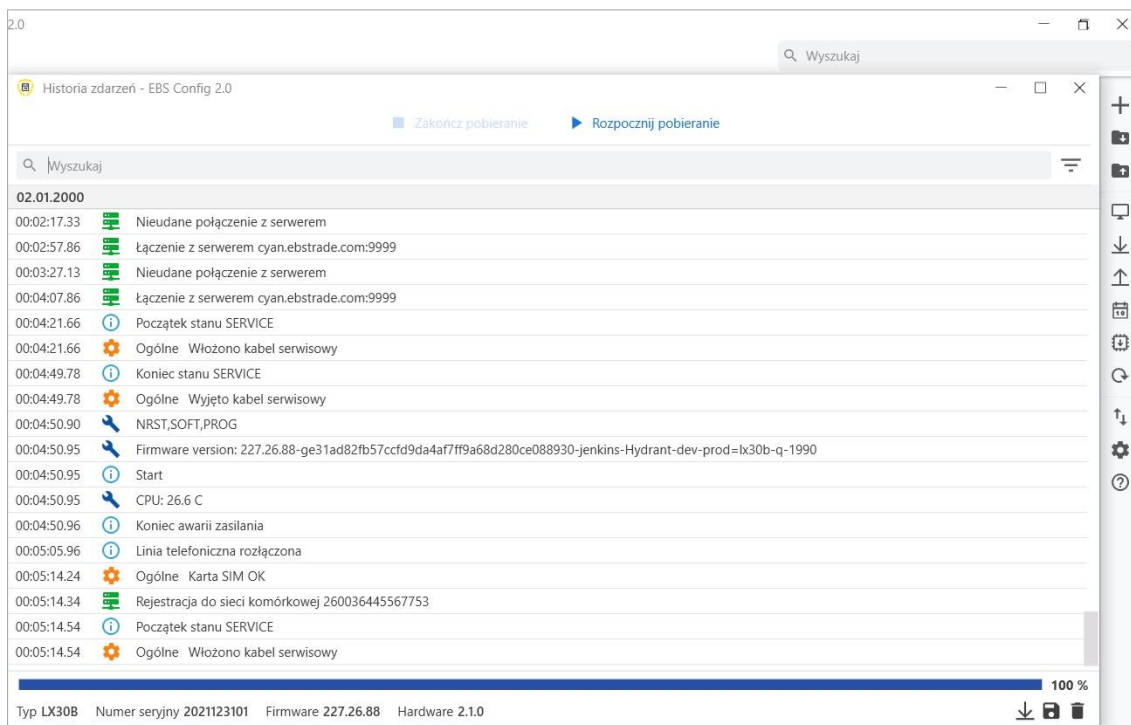 2.0
Wyszukaj
Historia zdarzeń - EBS Config 2.0
Zakończ pobieranie Rozpocznij pobieranie
Wyszukaj
02.01.2000
00:02:17.33 Nieudane połączenie z serwerem
00:02:57.86 Łączenie z serwerem cyan.ebstrade.com:9999
00:03:27.13 Nieudane połączenie z serwerem
00:04:07.86 Łączenie z serwerem cyan.ebstrade.com:9999
00:04:21.66 Początek stanu SERVICE
00:04:21.66 Ogólne Włożono kabel serwisowy
00:04:49.78 Koniec stanu SERVICE
00:04:49.78 Ogólne Wyjęto kabel serwisowy
00:04:50.90 NRST,SOFT,PROG
00:04:50.95 Firmware version: 227.26.88-ge31ad82fb57ccfd9da4af7ff9a68d280ce088930-jenkins-Hydrant-dev-prod=lx30b-q-1990
00:04:50.95 Start
00:04:50.95 CPU: 26.6 C
00:04:50.96 Koniec awarii zasilania
00:05:05.96 Linia telefoniczna rozłączona
00:05:14.24 Ogólne Karta SIM OK
00:05:14.34 Rejestracja do sieci komórkowej 260036445567753
00:05:14.54 Początek stanu SERVICE
00:05:14.54 Ogólne Włożono kabel serwisowy
100 %
Typ LX30B Numer seryjny 2021123101 Firmware 227.26.88 Hardware 2.1.0